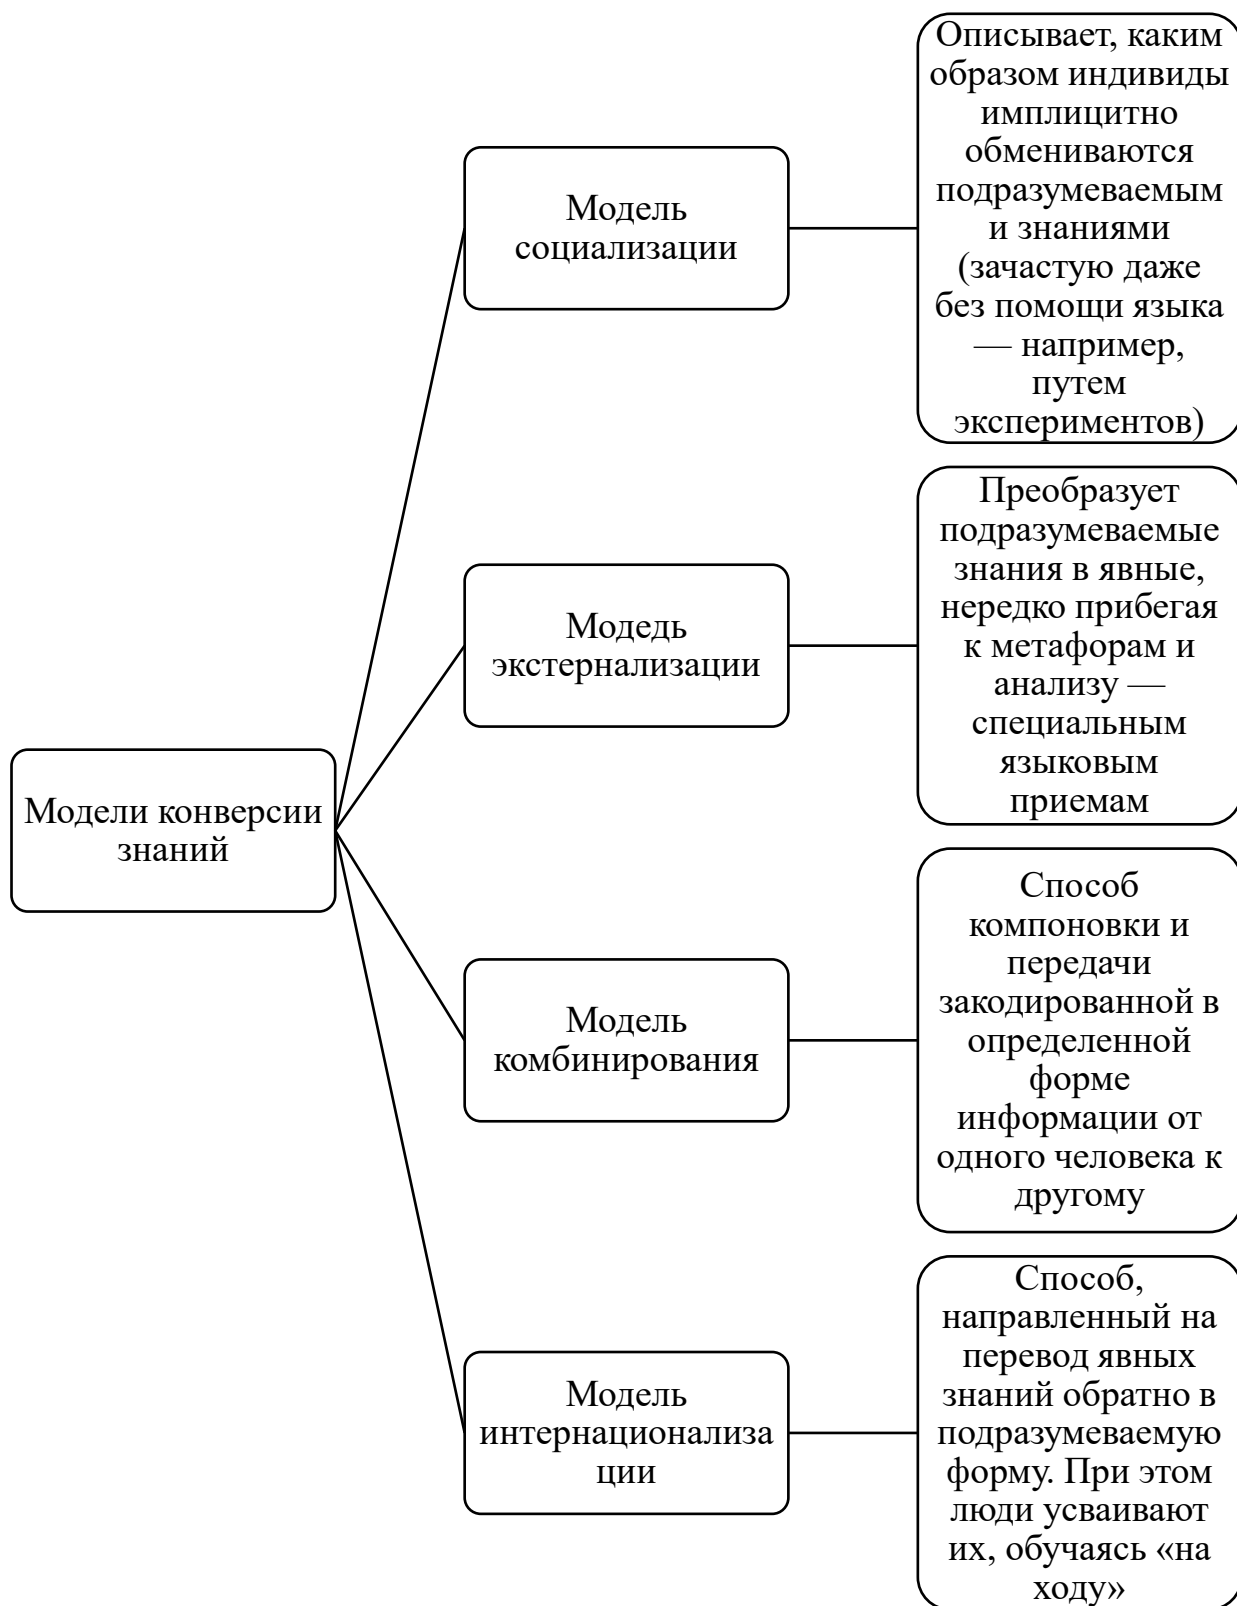 Модели конверсии
знаний
Модель
социализации
Описывает, каким
образом индивиды
имплицитно
обмениваются
подразумеваемым
и знаниями
(зачастую даже
без помощи языка
— например,
путем
экспериментов)
Модедь
экстернализации
Преобразует
подразумеваемые
знания в явные,
нередко прибегая
к метафорам и
анализу —
специальным
языковым
приемам
Модель
комбинирования
Способ
компоновки и
передачи
закодированной в
определенной
форме
информации от
одного человека к
другому
Модель
интернационализа
ции
Способ,
направленный на
перевод явных
знаний обратно в
подразумеваемую
форму. При этом
люди усваивают
их, обучаясь «на
ходу»